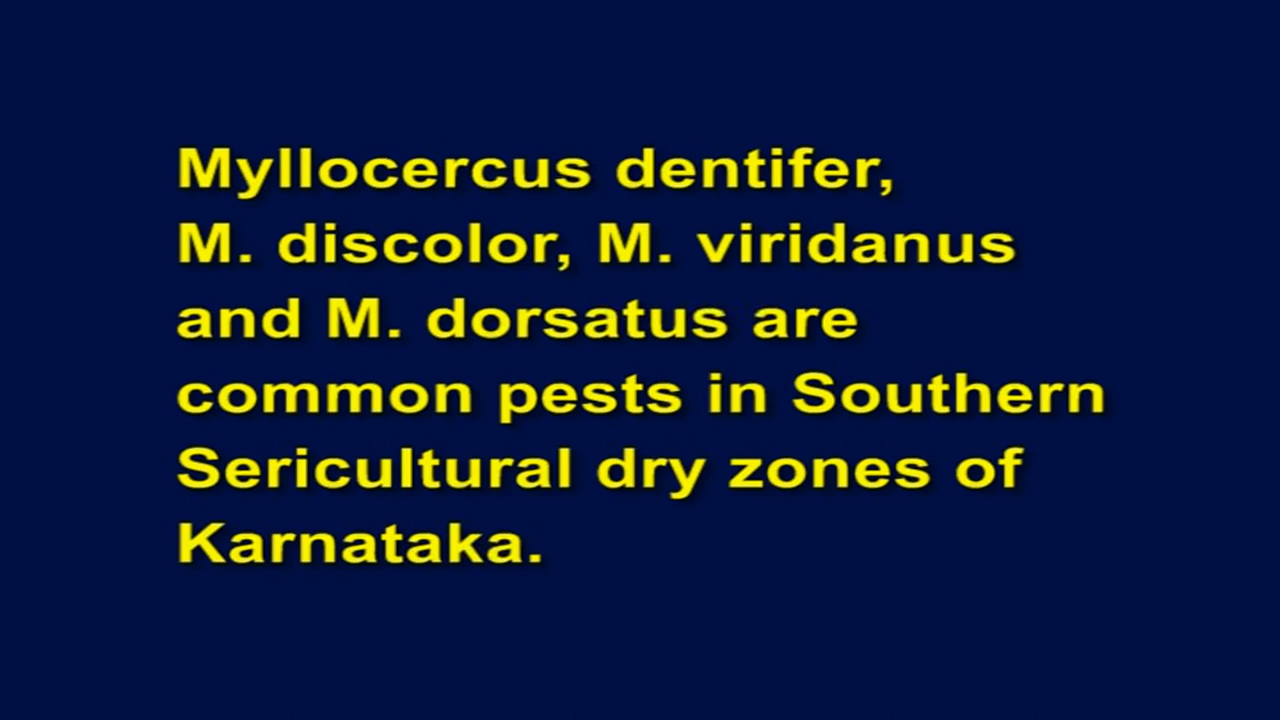 Myllocercus dentifer,
M. discolor, M. viridanus
and M. dorsatus are
common pests in Southern
Sericultural dry zones of
Karnataka.